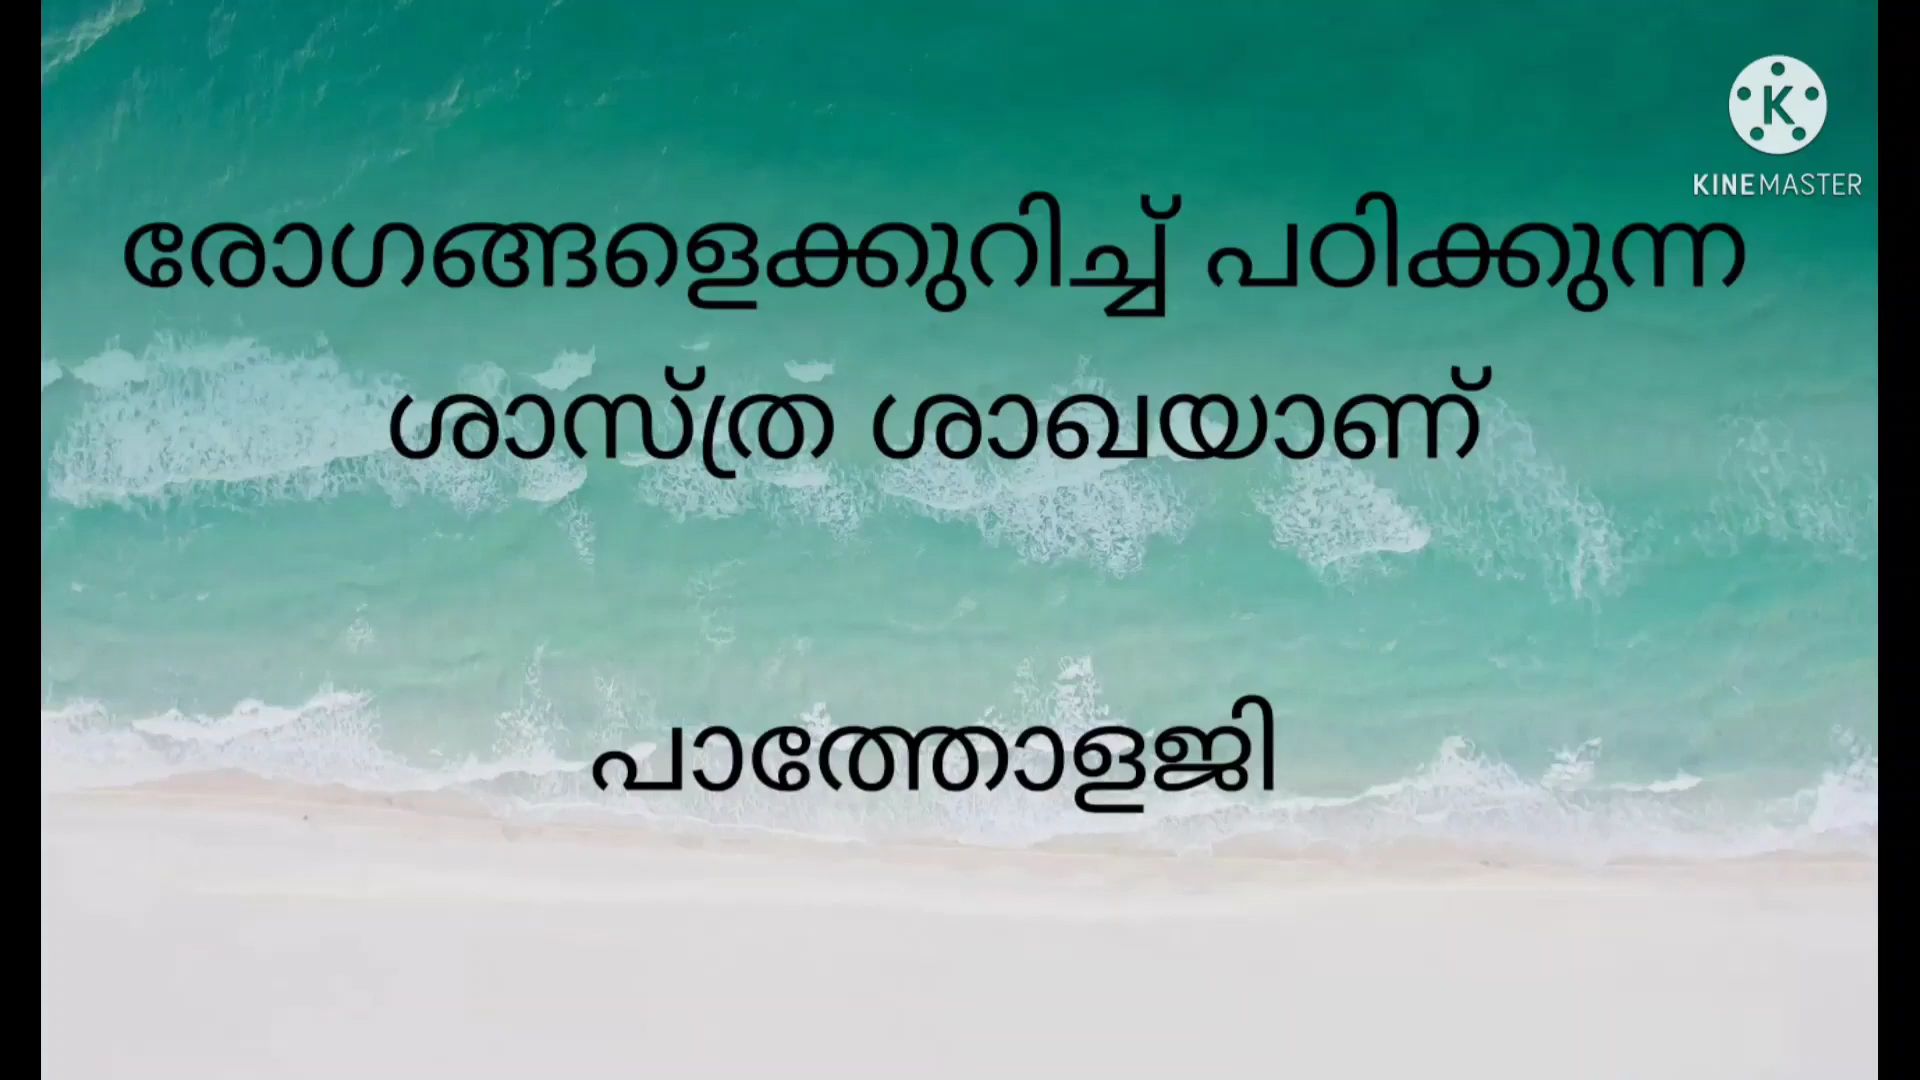 KINEMASTER
രോഗങ്ങളെക്കുറിച്ച് പഠിക്കുന്ന
ശാസ്ത്ര ശാഖയാണ്
പാത്തോളജി